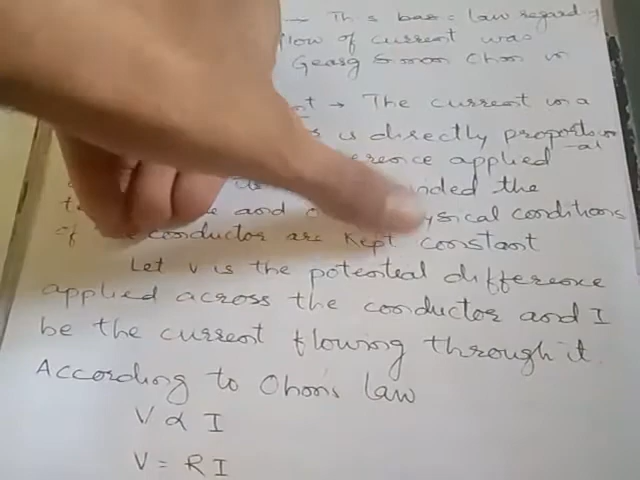 → This basic law regarding
flow of current was
Georg Simon Ohm in
→ The current in a
is directly proportion
-al
applied
the
and physical conditions
of conductor are kept constant
Let V is the potential difference
applied across the conductor and I
be the current flowing through it.
According to Ohm's law
V ∝ I
V = RI